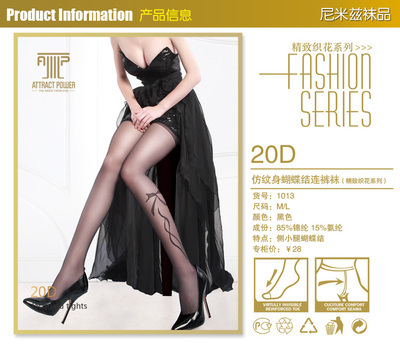 Product Information 产品信息
尼米兹袜品
ATTRACT POWER
精致织花系列>>>
FASHION
SERIES
20D
仿纹身蝴蝶结连裤袜（精致织花系列）
货号：1013
尺码：M/L
颜色：黑色
成份：85%锦纶 15%氨纶
特点：侧小腿蝴蝶结
专柜价：¥28
20D
tights
VIRTUALLY INVISIBLE
REINFORCED TOE
CUCITURE COMFORT
COMFORT SEAMS